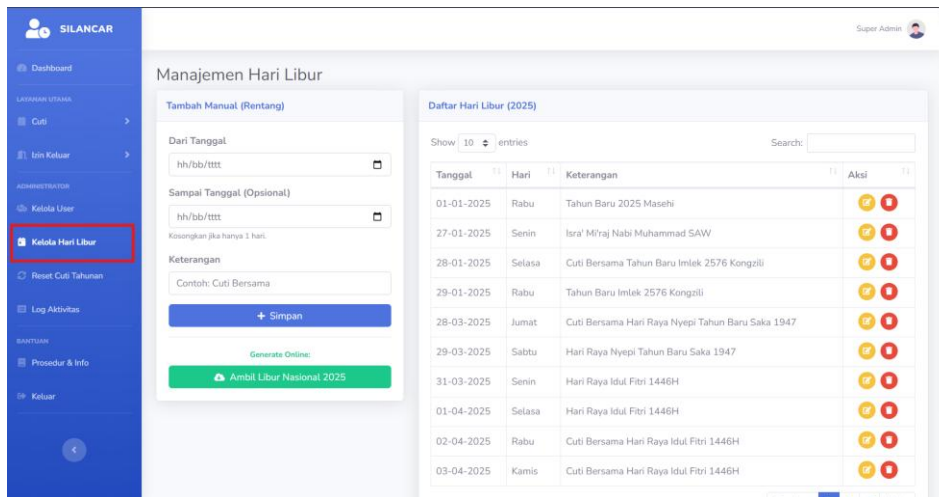 SILANCAR
Super Admin
Dashboard
LAYANAN UTAMA
Cuti
Izin Keluar
ADMINISTRATOR
Kelola User
Kelola Hari Libur
Reset Cuti Tahunan
Log Aktivitas
BANTUAN
Prosedur & Info
Keluar
Manajemen Hari Libur
Tambah Manual (Rentang)
Dari Tanggal
hh/bb/tttt
Sampai Tanggal (Opsional)
hh/bb/tttt
Kosongkan jika hanya 1 hari.
Keterangan
Contoh: Cuti Bersama
+ Simpan
Generate Online:
Ambil Libur Nasional 2025
Daftar Hari Libur (2025)
Show 10 entries Search:
Tanggal Hari Keterangan Aksi
01-01-2025 Rabu Tahun Baru 2025 Masehi
27-01-2025 Senin Isra' Mi'raj Nabi Muhammad SAW
28-01-2025 Selasa Cuti Bersama Tahun Baru Imlek 2576 Kongzili
29-01-2025 Rabu Tahun Baru Imlek 2576 Kongzili
28-03-2025 Jumat Cuti Bersama Hari Raya Nyepi Tahun Baru Saka 1947
29-03-2025 Sabtu Hari Raya Nyepi Tahun Baru Saka 1947
31-03-2025 Senin Hari Raya Idul Fitri 1446H
01-04-2025 Selasa Hari Raya Idul Fitri 1446H
02-04-2025 Rabu Cuti Bersama Hari Raya Idul Fitri 1446H
03-04-2025 Kamis Cuti Bersama Hari Raya Idul Fitri 1446H